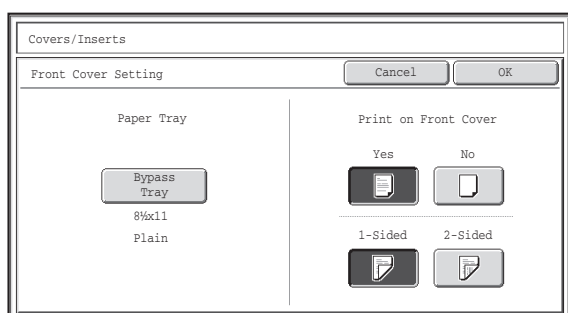 Covers/Inserts
Front Cover Setting
Cancel
OK
Paper Tray
Print on Front Cover
Yes
No
Bypass
Tray
8½x11
Plain
1-Sided
2-Sided